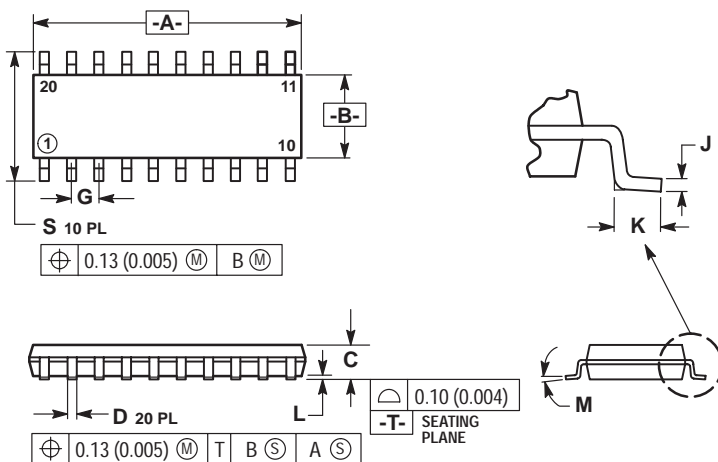 -A-
20 11
-B-
1 10
G
S 10 PL
⌖ 0.13 (0.005) Ⓜ B Ⓜ
J
K
C
D 20 PL
L
⌓ 0.10 (0.004)
-T- SEATING
PLANE
M
⌖ 0.13 (0.005) Ⓜ T B Ⓢ A Ⓢ